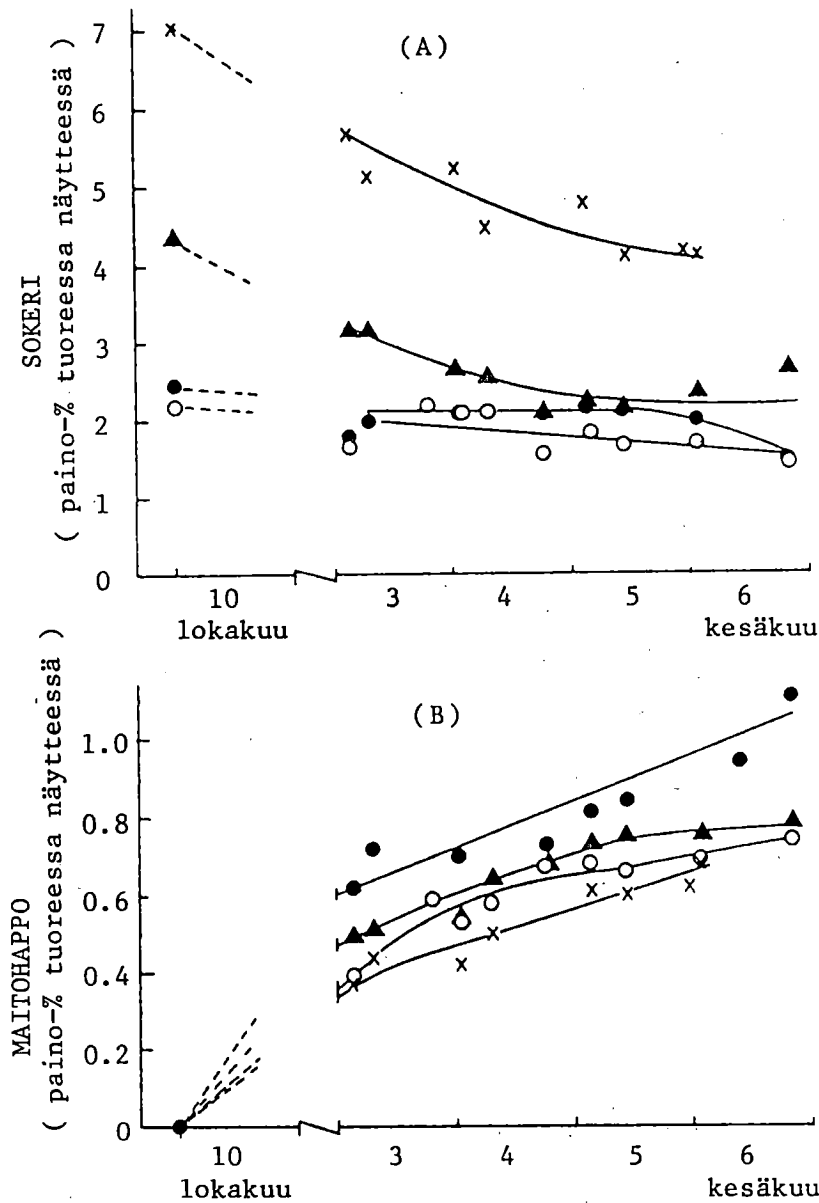 (A)
SOKERI
( paino-% tuoreessa näytteessä )
7
6
5
4
3
2
1
0
10 3 4 5 6
lokakuu kesäkuu
(B)
MAITOHAPPO
( paino-% tuoreessa näytteessä )
1.0
0.8
0.6
0.4
0.2
0
10 3 4 5 6
lokakuu kesäkuu